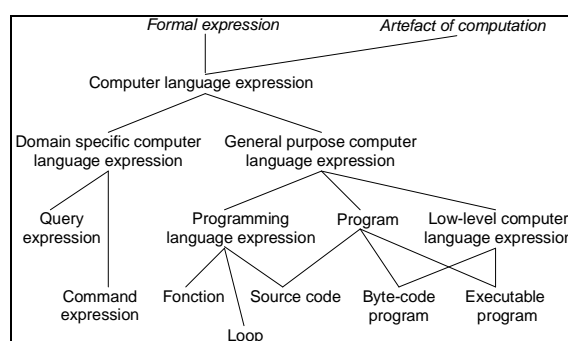 Formal expression
Artefact of computation
Computer language expression
Domain specific computer
language expression
General purpose computer
language expression
Query
expression
Programming
language expression
Program
Low-level computer
language expression
Command
expression
Fonction
Source code
Byte-code
program
Executable
program
Loop